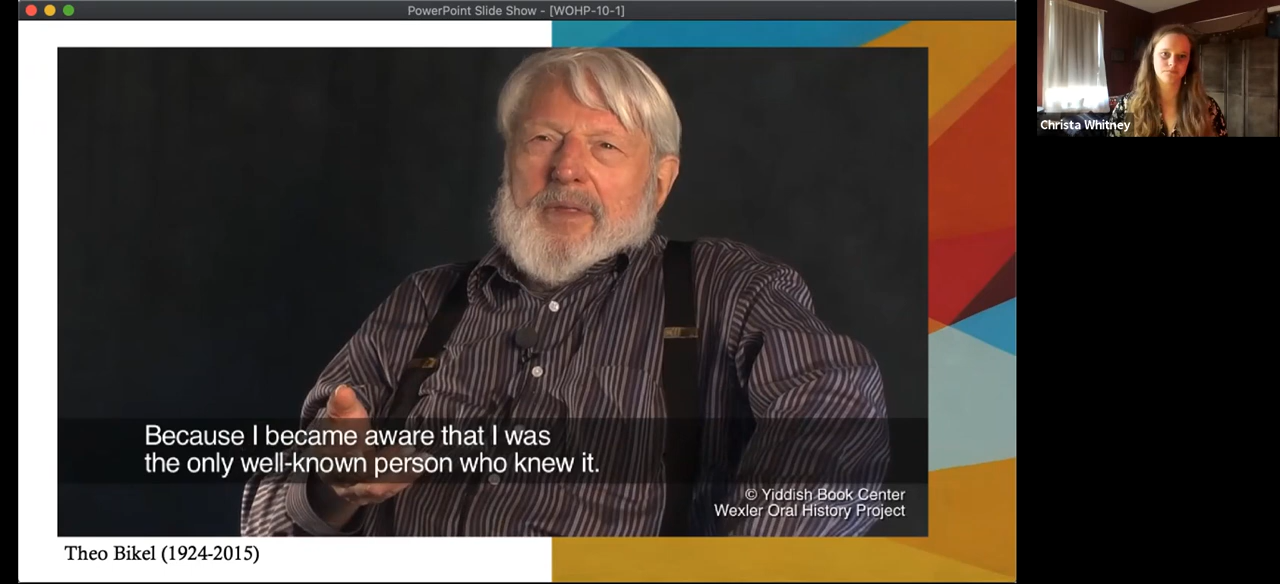 PowerPoint Slide Show - [WOHP-10-1]
Christa Whitney
Because I became aware that I was
the only well-known person who knew it.
© Yiddish Book Center
Wexler Oral History Project
Theo Bikel (1924-2015)